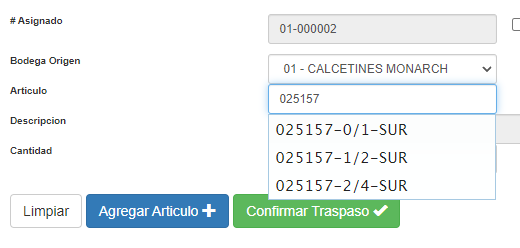 # Asignado
01-000002
Bodega Origen
01 - CALCETINES MONARCH
Articulo
025157
Descripcion
025157-0/1-SUR
025157-1/2-SUR
Cantidad
025157-2/4-SUR
Limpiar
Agregar Articulo
Confirmar Traspaso